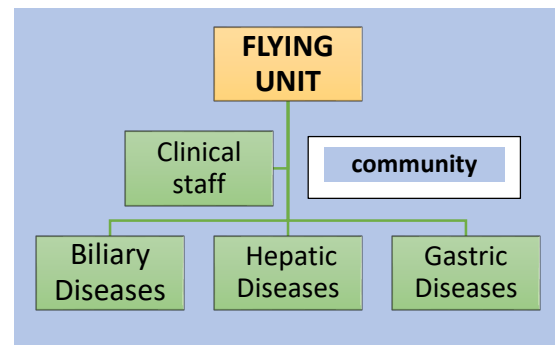 FLYING
UNIT
Clinical
staff
community
Biliary
Diseases
Hepatic
Diseases
Gastric
Diseases